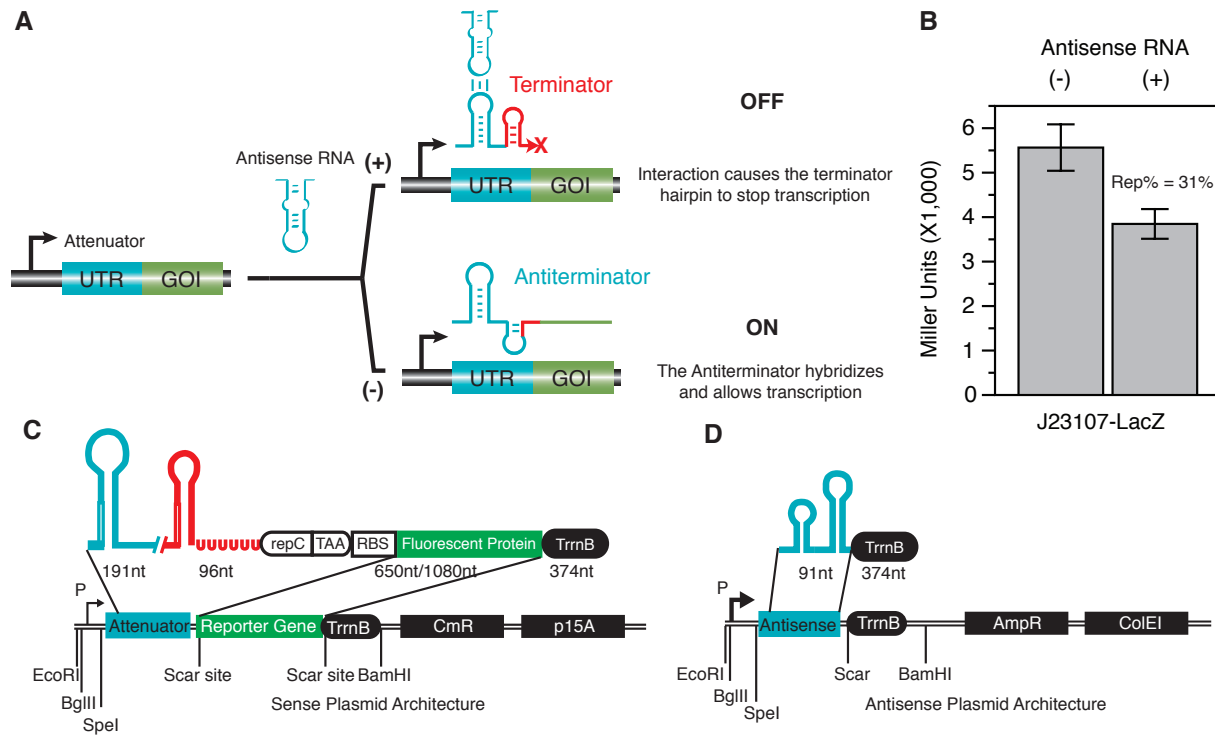 A
Terminator
OFF
Antisense RNA
(+)
X
UTR GOI
Interaction causes the terminator
hairpin to stop transcription
Attenuator
UTR GOI
Antiterminator
ON
(-)
UTR GOI
The Antiterminator hybridizes
and allows transcription
B
Antisense RNA
(-) (+)
Rep% = 31%
Miller Units (X1,000)
6
5
4
3
2
1
0
J23107-LacZ
C
repC TAA RBS Fluorescent Protein TrrnB
191nt 96nt 650nt/1080nt 374nt
P
Attenuator Reporter Gene TrrnB CmR p15A
EcoRI Scar site Scar site BamHI
BglII
SpeI
Sense Plasmid Architecture
D
TrrnB
91nt 374nt
P
Antisense TrrnB AmpR ColEI
EcoRI Scar BamHI
BglII
SpeI
Antisense Plasmid Architecture